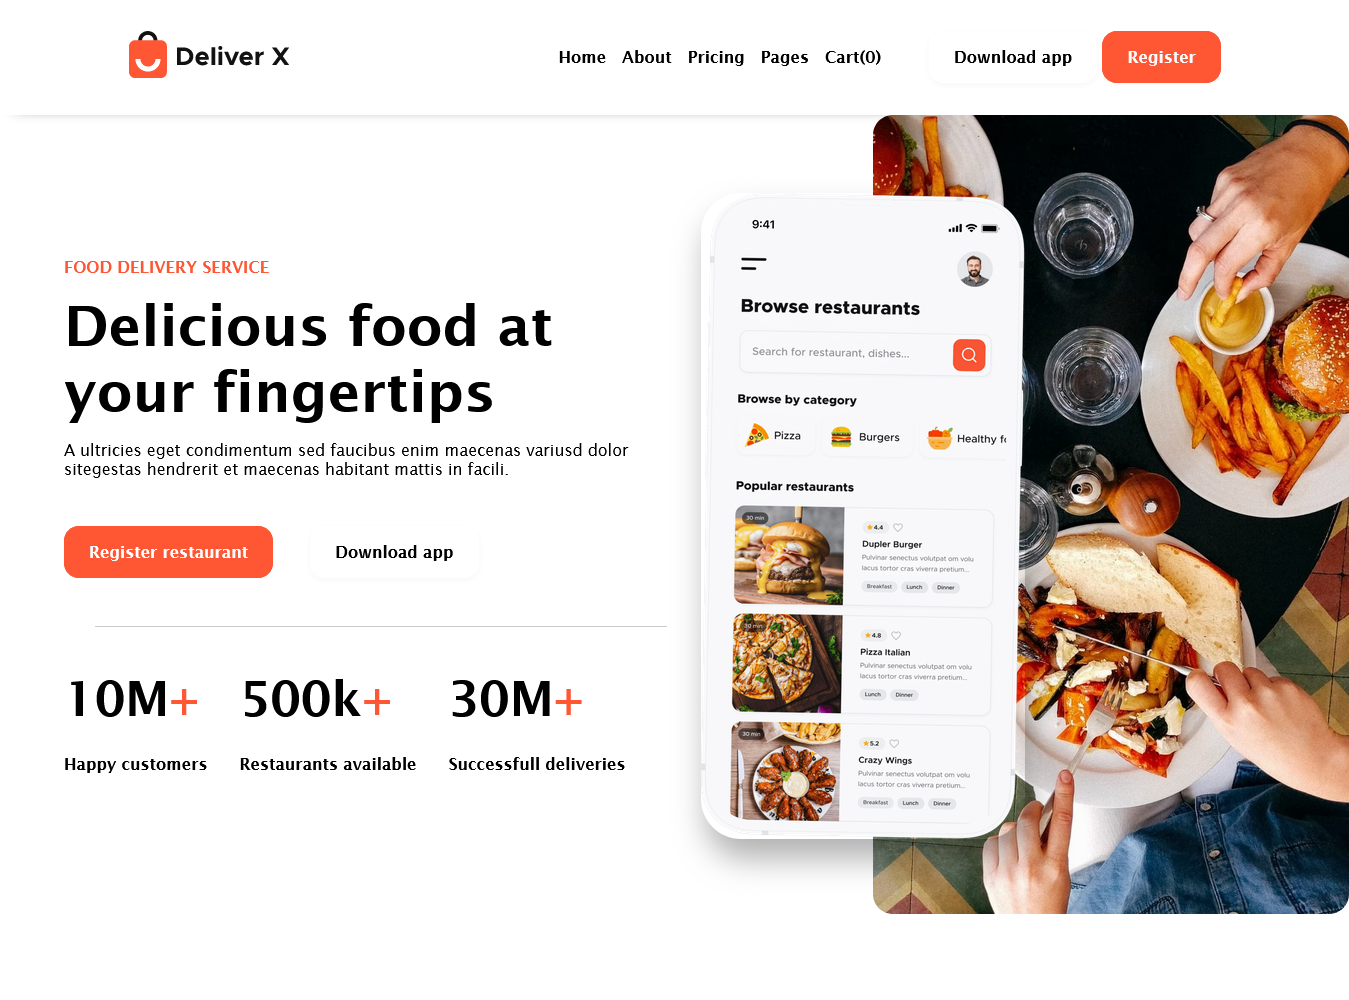 Deliver X
Home About Pricing Pages Cart(0) Download app Register
FOOD DELIVERY SERVICE
Delicious food at
your fingertips
A ultricies eget condimentum sed faucibus enim maecenas variusd dolor
sitegestas hendrerit et maecenas habitant mattis in facili.
Register restaurant Download app
10M+ 500k+ 30M+
Happy customers Restaurants available Successfull deliveries
9:41
Browse restaurants
Search for restaurant, dishes...
Browse by category
Pizza Burgers Healthy fo
Popular restaurants
30 min
4.4
Dupler Burger
Pulvinar senectus volutpat om volu
lacus tortor cras viverra pretium...
Breakfast Lunch Dinner
30 min
4.8
Pizza Italian
Pulvinar senectus volutpat om volu
lacus tortor cras viverra pretium...
Lunch Dinner
30 min
5.2
Crazy Wings
Pulvinar senectus volutpat om volu
lacus tortor cras viverra pretium...
Breakfast Lunch Dinner